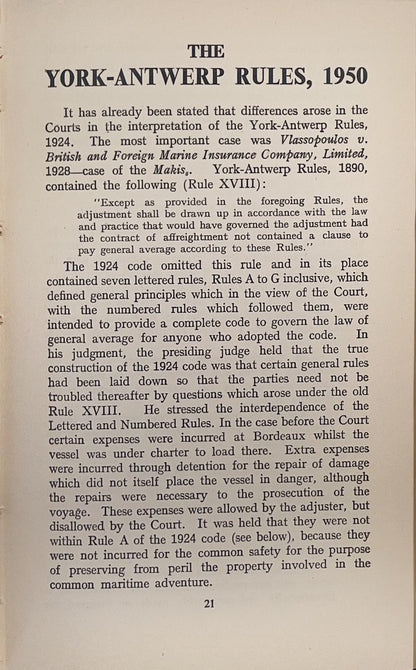 THE
YORK-ANTWERP RULES, 1950
It has already been stated that differences arose in the
Courts in the interpretation of the York-Antwerp Rules,
1924. The most important case was Vlassopoulos v.
British and Foreign Marine Insurance Company, Limited,
1928—case of the Makis. York-Antwerp Rules, 1890,
contained the following (Rule XVIII):
"Except as provided in the foregoing Rules, the
adjustment shall be drawn up in accordance with the law
and practice that would have governed the adjustment had
the contract of affreightment not contained a clause to
pay general average according to these Rules."
The 1924 code omitted this rule and in its place
contained seven lettered rules, Rules A to G inclusive, which
defined general principles which in the view of the Court,
with the numbered rules which followed them, were
intended to provide a complete code to govern the law of
general average for anyone who adopted the code. In
his judgment, the presiding judge held that the true
construction of the 1924 code was that certain general rules
had been laid down so that the parties need not be
troubled thereafter by questions which arose under the old
Rule XVIII. He stressed the interdependence of the
Lettered and Numbered Rules. In the case before the Court
certain expenses were incurred at Bordeaux whilst the
vessel was under charter to load there. Extra expenses
were incurred through detention for the repair of damage
which did not itself place the vessel in danger, although
the repairs were necessary to the prosecution of the
voyage. These expenses were allowed by the adjuster, but
disallowed by the Court. It was held that they were not
within Rule A of the 1924 code (see below), because they
were not incurred for the common safety for the purpose
of preserving from peril the property involved in the
common maritime adventure.
21